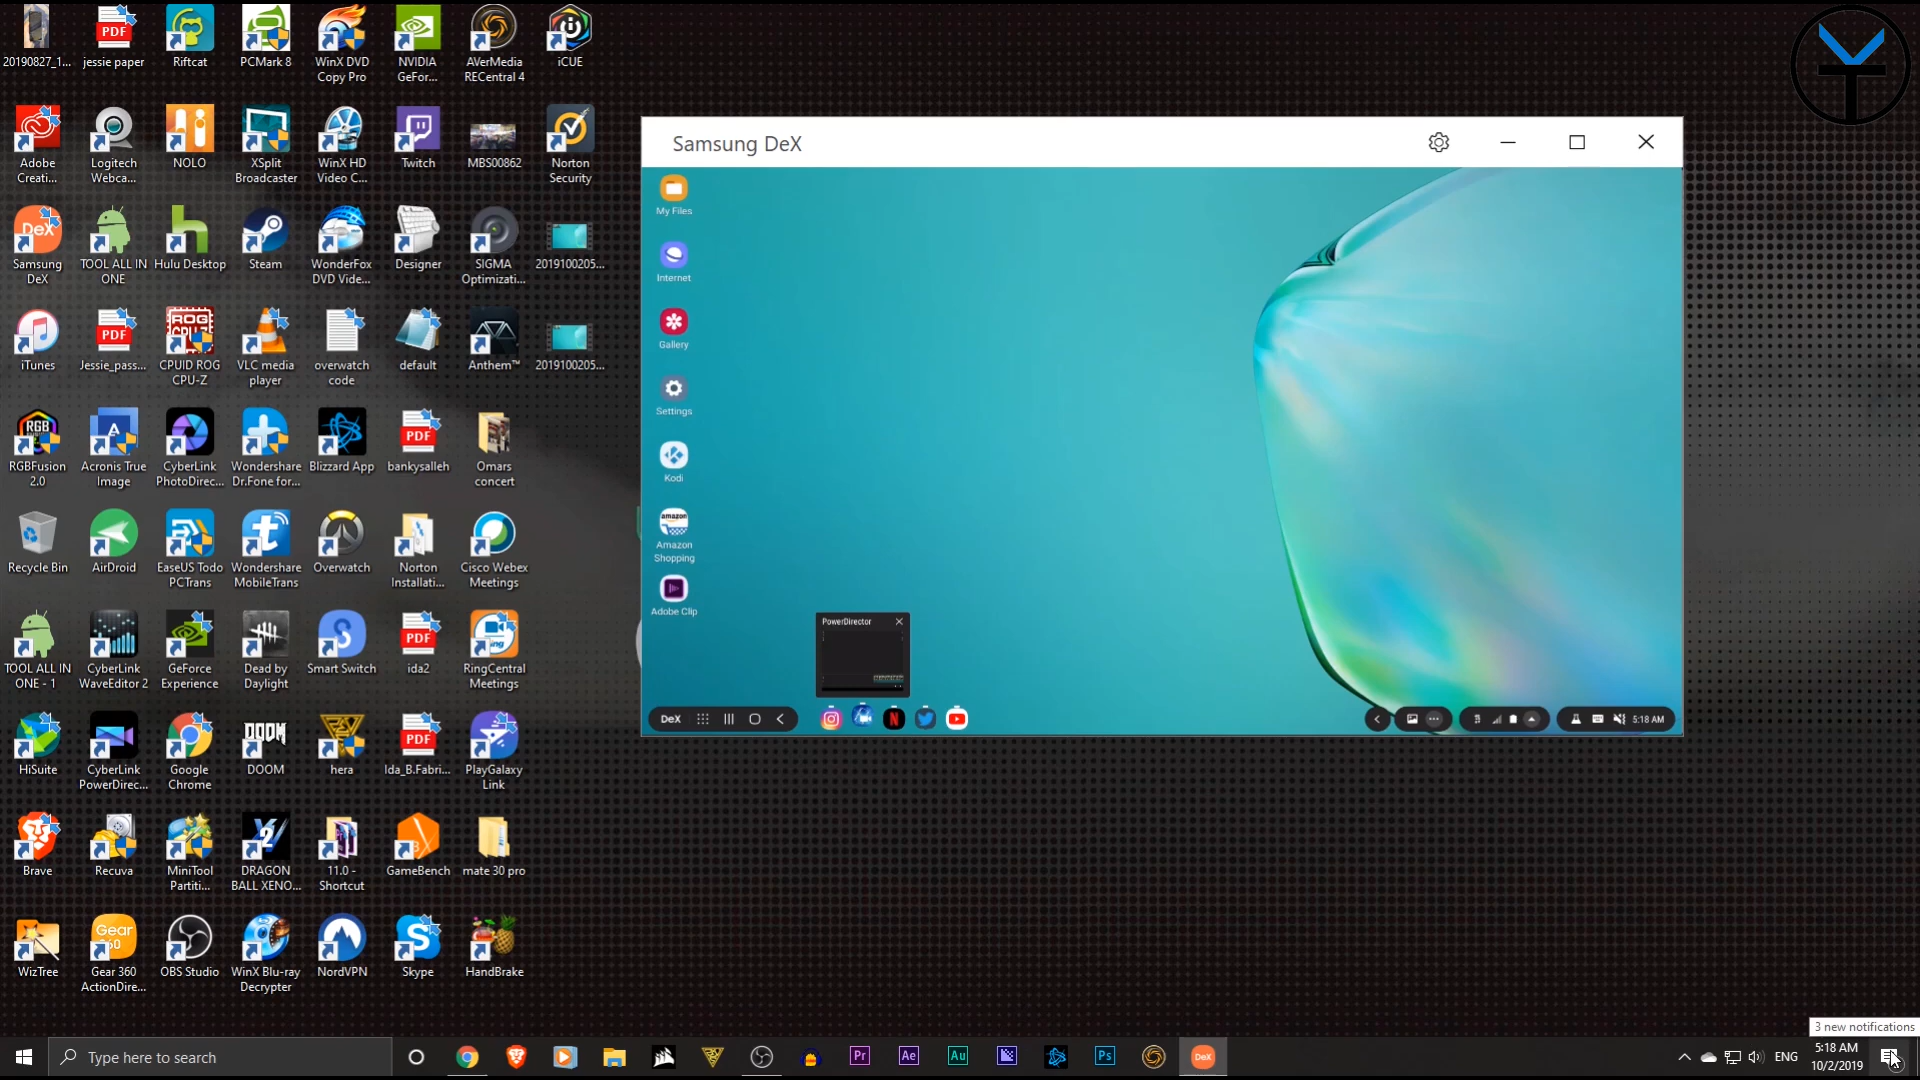 20190827_1...
jessie paper
Riftcat
PCMark 8
WinX DVD
Copy Pro
NVIDIA
GeFor...
AVerMedia
RECentral 4
iCUE
Adobe
Creati...
Logitech
Webca...
NOLO
XSplit
Broadcaster
WinX HD
Video C...
Twitch
MBS00862
Norton
Security
Samsung
DeX
TOOL ALL IN
ONE
Hulu Desktop
Steam
WonderFox
DVD Vide...
Designer
SIGMA
Optimizati...
2019100205...
iTunes
Jessie_pass...
CPUID ROG
CPU-Z
VLC media
player
overwatch
code
default
Anthem™
2019100205...
RGBFusion
2.0
Acronis True
Image
CyberLink
PhotoDirec...
Wondershare
Dr.Fone for...
Blizzard App
bankysalleh
Omars
concert
Recycle Bin
AirDroid
EaseUS Todo
PCTrans
Wondershare
MobileTrans
Overwatch
Norton
Installati...
Cisco Webex
Meetings
TOOL ALL IN
ONE - 1
CyberLink
WaveEditor 2
GeForce
Experience
Dead by
Daylight
Smart Switch
ida2
RingCentral
Meetings
HiSuite
CyberLink
PowerDirec...
Google
Chrome
DOOM
hera
Ida_B.Fabri...
PlayGalaxy
Link
Brave
Recuva
MiniTool
Partiti...
DRAGON
BALL XENO...
11.0 -
Shortcut
GameBench
mate 30 pro
WizTree
Gear 360
ActionDire...
OBS Studio
WinX Blu-ray
Decrypter
NordVPN
Skype
HandBrake
Samsung DeX
My Files
Internet
Gallery
Settings
Kodi
amazon
Amazon
Shopping
Adobe Clip
PowerDirector
DeX
5:18 AM
3 new notifications
Type here to search
Pr
Ae
Au
Ps
DeX
ENG
5:18 AM
10/2/2019